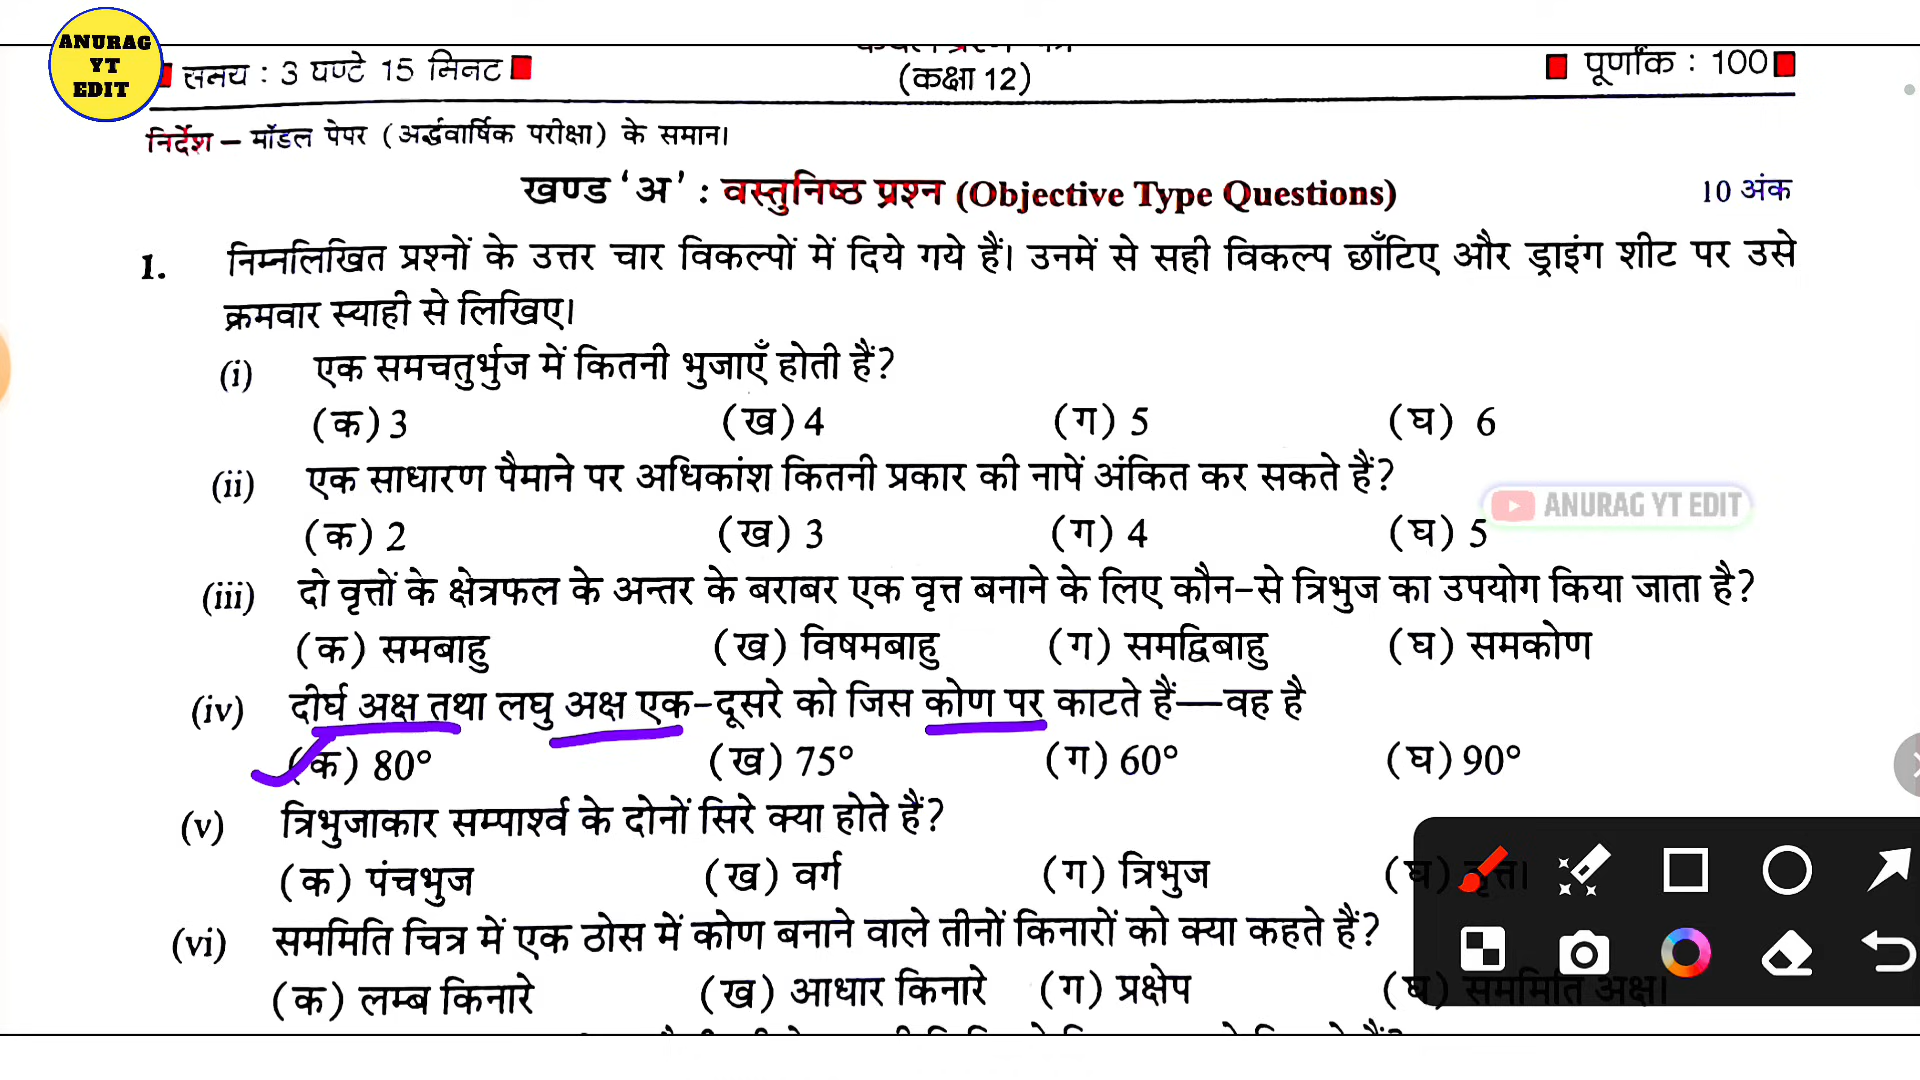 ANURAG
YT
EDIT
समय : 3 घण्टे 15 मिनट
(कक्षा 12)
पूर्णांक : 100
निर्देश – मॉडल पेपर (अर्द्धवार्षिक परीक्षा) के समान।
खण्ड ‘अ’ : वस्तुनिष्ठ प्रश्न (Objective Type Questions) 10 अंक
1. निम्नलिखित प्रश्नों के उत्तर चार विकल्पों में दिये गये हैं। उनमें से सही विकल्प छाँटिए और ड्राइंग शीट पर उसे
क्रमवार स्याही से लिखिए।
(i) एक समचतुर्भुज में कितनी भुजाएँ होती हैं?
(क) 3 (ख) 4 (ग) 5 (घ) 6
(ii) एक साधारण पैमाने पर अधिकांश कितनी प्रकार की नापें अंकित कर सकते हैं?
ANURAG YT EDIT
(क) 2 (ख) 3 (ग) 4 (घ) 5
(iii) दो वृत्तों के क्षेत्रफल के अन्तर के बराबर एक वृत्त बनाने के लिए कौन-से त्रिभुज का उपयोग किया जाता है?
(क) समबाहु (ख) विषमबाहु (ग) समद्विबाहु (घ) समकोण
(iv) दीर्घ अक्ष तथा लघु अक्ष एक-दूसरे को जिस कोण पर काटते हैं—वह है
(क) 80° (ख) 75° (ग) 60° (घ) 90°
(v) त्रिभुजाकार सम्पार्श्व के दोनों सिरे क्या होते हैं?
(क) पंचभुज (ख) वर्ग (ग) त्रिभुज (घ) वृत्त।
(vi) सममिति चित्र में एक ठोस में कोण बनाने वाले तीनों किनारों को क्या कहते हैं?
(क) लम्ब किनारे (ख) आधार किनारे (ग) प्रक्षेप (घ) सममिति अक्ष।